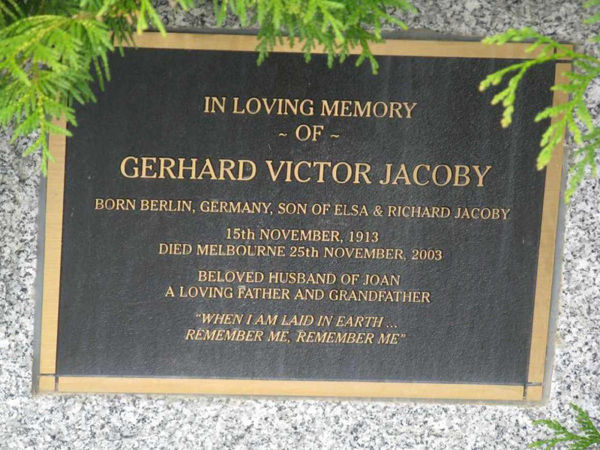 IN LOVING MEMORY
~ OF ~
GERHARD VICTOR JACOBY
BORN BERLIN, GERMANY, SON OF ELSA & RICHARD JACOBY
15th NOVEMBER, 1913
DIED MELBOURNE 25th NOVEMBER, 2003
BELOVED HUSBAND OF JOAN
A LOVING FATHER AND GRANDFATHER
"WHEN I AM LAID IN EARTH ...
REMEMBER ME, REMEMBER ME"